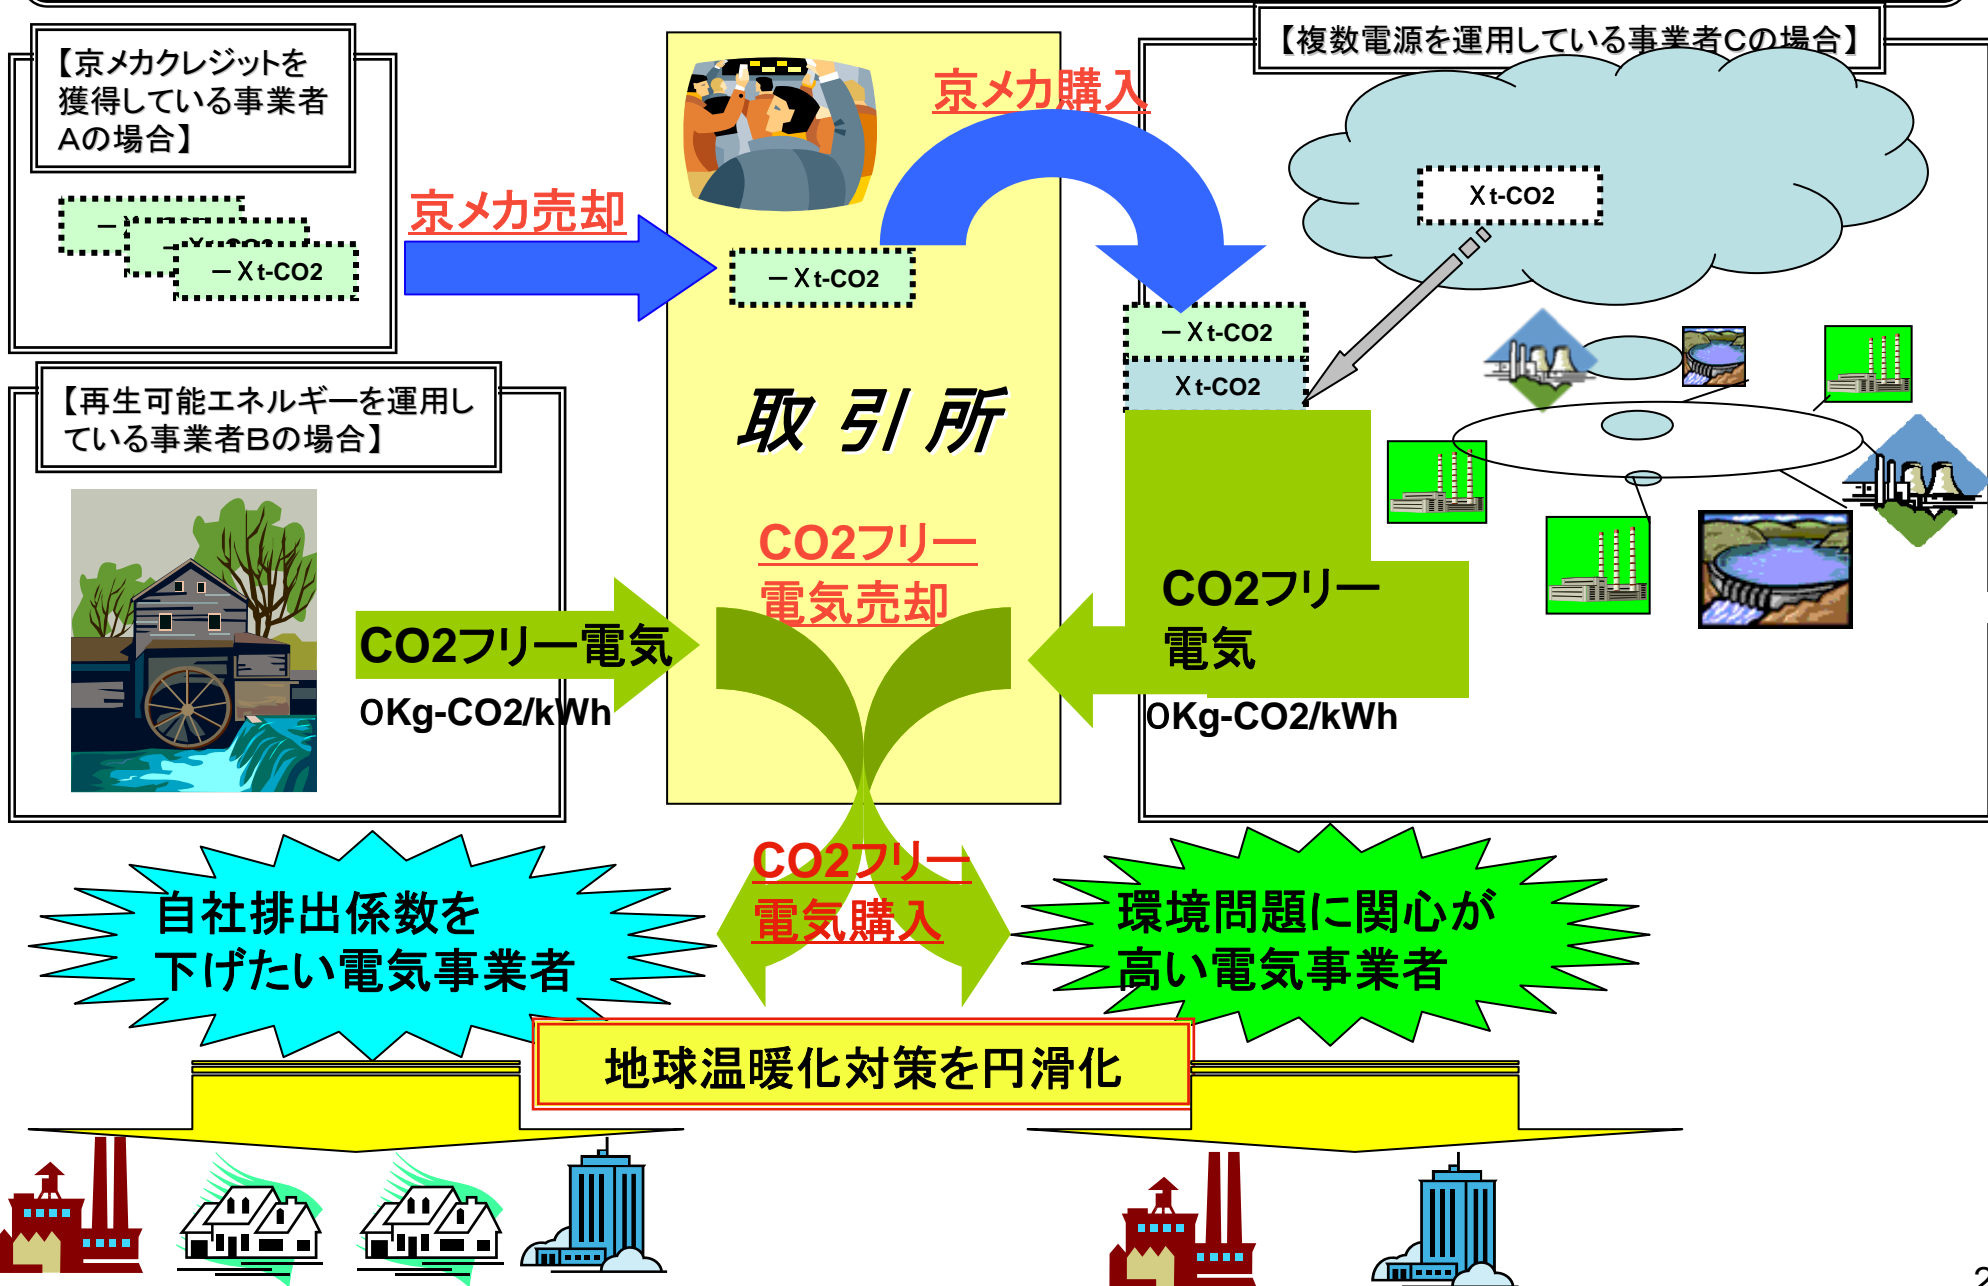 【京メカクレジットを
獲得している事業者
Aの場合】
－Xt-CO2
京メカ売却
－Xt-CO2
京メカ購入
【複数電源を運用している事業者Cの場合】
Xt-CO2
－Xt-CO2
Xt-CO2
【再生可能エネルギーを運用し
ている事業者Bの場合】
取引所
CO2フリー
電気売却
CO2フリー電気
0Kg-CO2/kWh
CO2フリー
電気
0Kg-CO2/kWh
CO2フリー
電気購入
自社排出係数を
下げたい電気事業者
環境問題に関心が
高い電気事業者
地球温暖化対策を円滑化